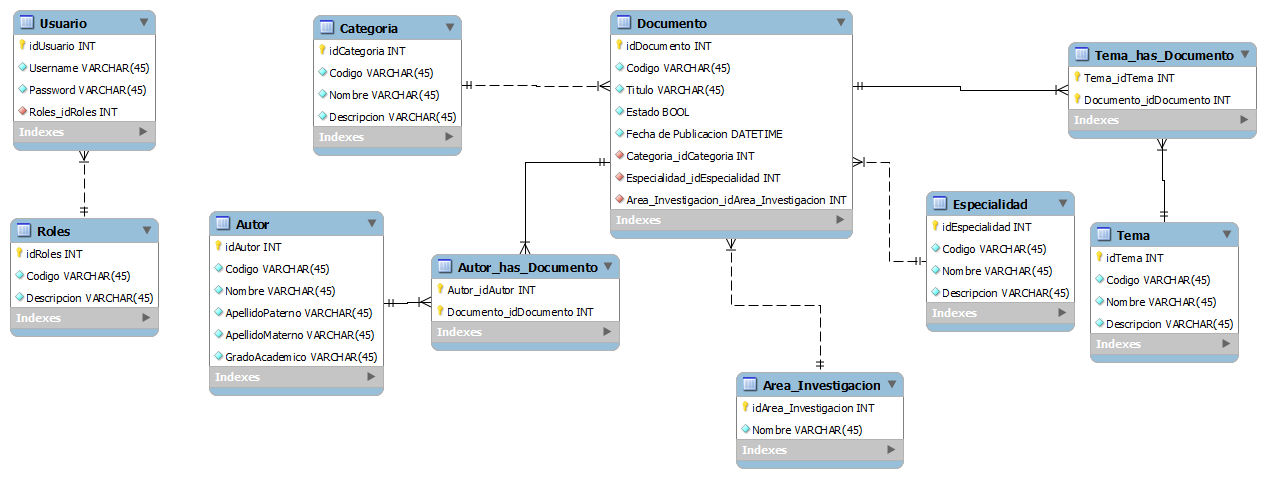 Usuario
idUsuario INT
Username VARCHAR(45)
Password VARCHAR(45)
Roles_idRoles INT
Indexes
Categoria
idCategoria INT
Codigo VARCHAR(45)
Nombre VARCHAR(45)
Descripcion VARCHAR(45)
Indexes
Documento
idDocumento INT
Codigo VARCHAR(45)
Titulo VARCHAR(45)
Estado BOOL
Fecha de Publicacion DATETIME
Categoria_idCategoria INT
Especialidad_idEspecialidad INT
Area_Investigacion_idArea_Investigacion INT
Indexes
Tema_has_Documento
Tema_idTema INT
Documento_idDocumento INT
Indexes
Roles
idRoles INT
Codigo VARCHAR(45)
Descripcion VARCHAR(45)
Indexes
Autor
idAutor INT
Codigo VARCHAR(45)
Nombre VARCHAR(45)
ApellidoPaterno VARCHAR(45)
ApellidoMaterno VARCHAR(45)
GradoAcademico VARCHAR(45)
Indexes
Autor_has_Documento
Autor_idAutor INT
Documento_idDocumento INT
Indexes
Especialidad
idEspecialidad INT
Codigo VARCHAR(45)
Nombre VARCHAR(45)
Descripcion VARCHAR(45)
Indexes
Tema
idTema INT
Codigo VARCHAR(45)
Nombre VARCHAR(45)
Descripcion VARCHAR(45)
Indexes
Area_Investigacion
idArea_Investigacion INT
Nombre VARCHAR(45)
Indexes